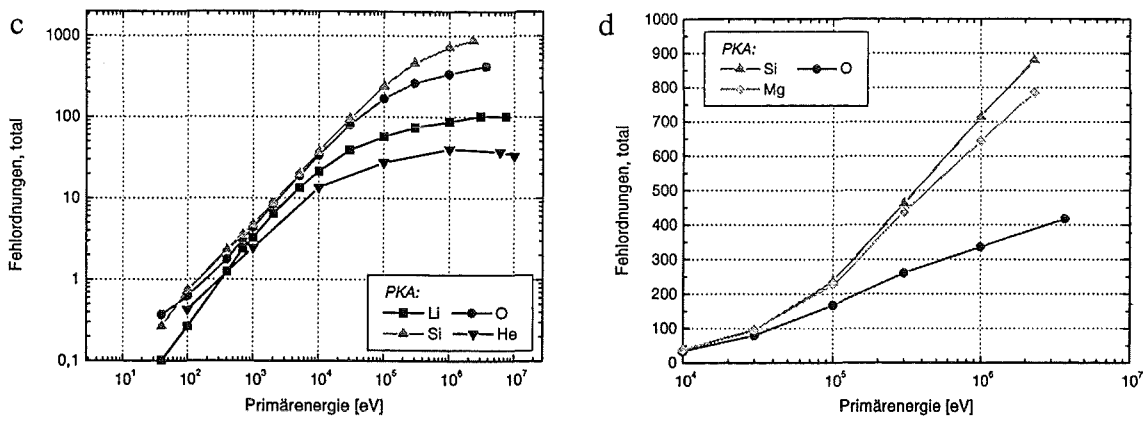 c
Fehlordnungen, total
1000
100
10
1
0,1
10¹ 10² 10³ 10⁴ 10⁵ 10⁶ 10⁷
Primärenergie [eV]
PKA:
Li O
Si He
d
Fehlordnungen, total
1000
900
800
700
600
500
400
300
200
100
0
10⁴ 10⁵ 10⁶ 10⁷
Primärenergie [eV]
PKA:
Si O
Mg